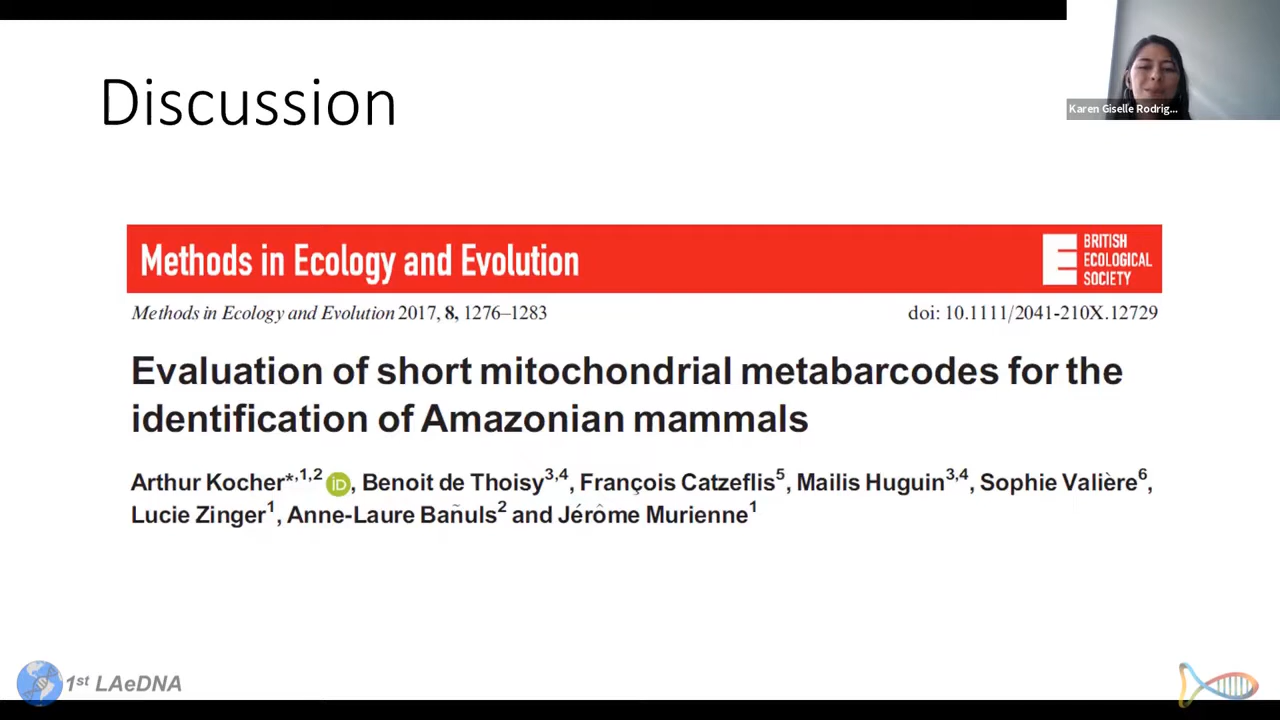 Discussion
Karen Giselle Rodrig...
Methods in Ecology and Evolution
BRITISH
ECOLOGICAL
SOCIETY
Methods in Ecology and Evolution 2017, 8, 1276–1283
doi: 10.1111/2041-210X.12729
Evaluation of short mitochondrial metabarcodes for the
identification of Amazonian mammals
Arthur Kocher*,1,2 iD, Benoit de Thoisy3,4, François Catzeflis5, Mailis Huguin3,4, Sophie Valière6,
Lucie Zinger1, Anne-Laure Bañuls2 and Jérôme Murienne1
1st LAeDNA